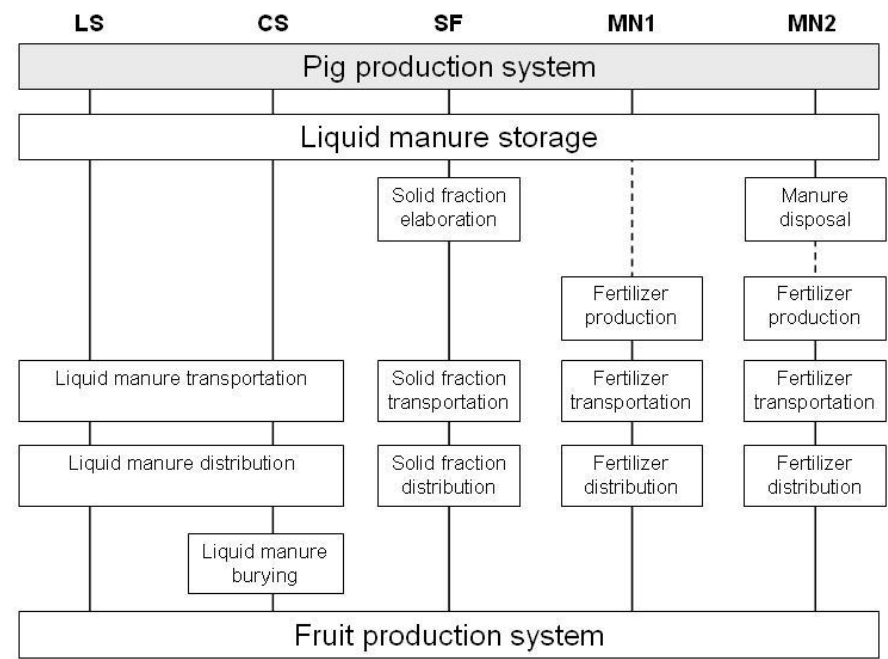 LS CS SF MN1 MN2
Pig production system
Liquid manure storage
Solid fraction
elaboration
Manure
disposal
Fertilizer
production
Fertilizer
production
Liquid manure transportation
Solid fraction
transportation
Fertilizer
transportation
Fertilizer
transportation
Liquid manure distribution
Solid fraction
distribution
Fertilizer
distribution
Fertilizer
distribution
Liquid manure
burying
Fruit production system